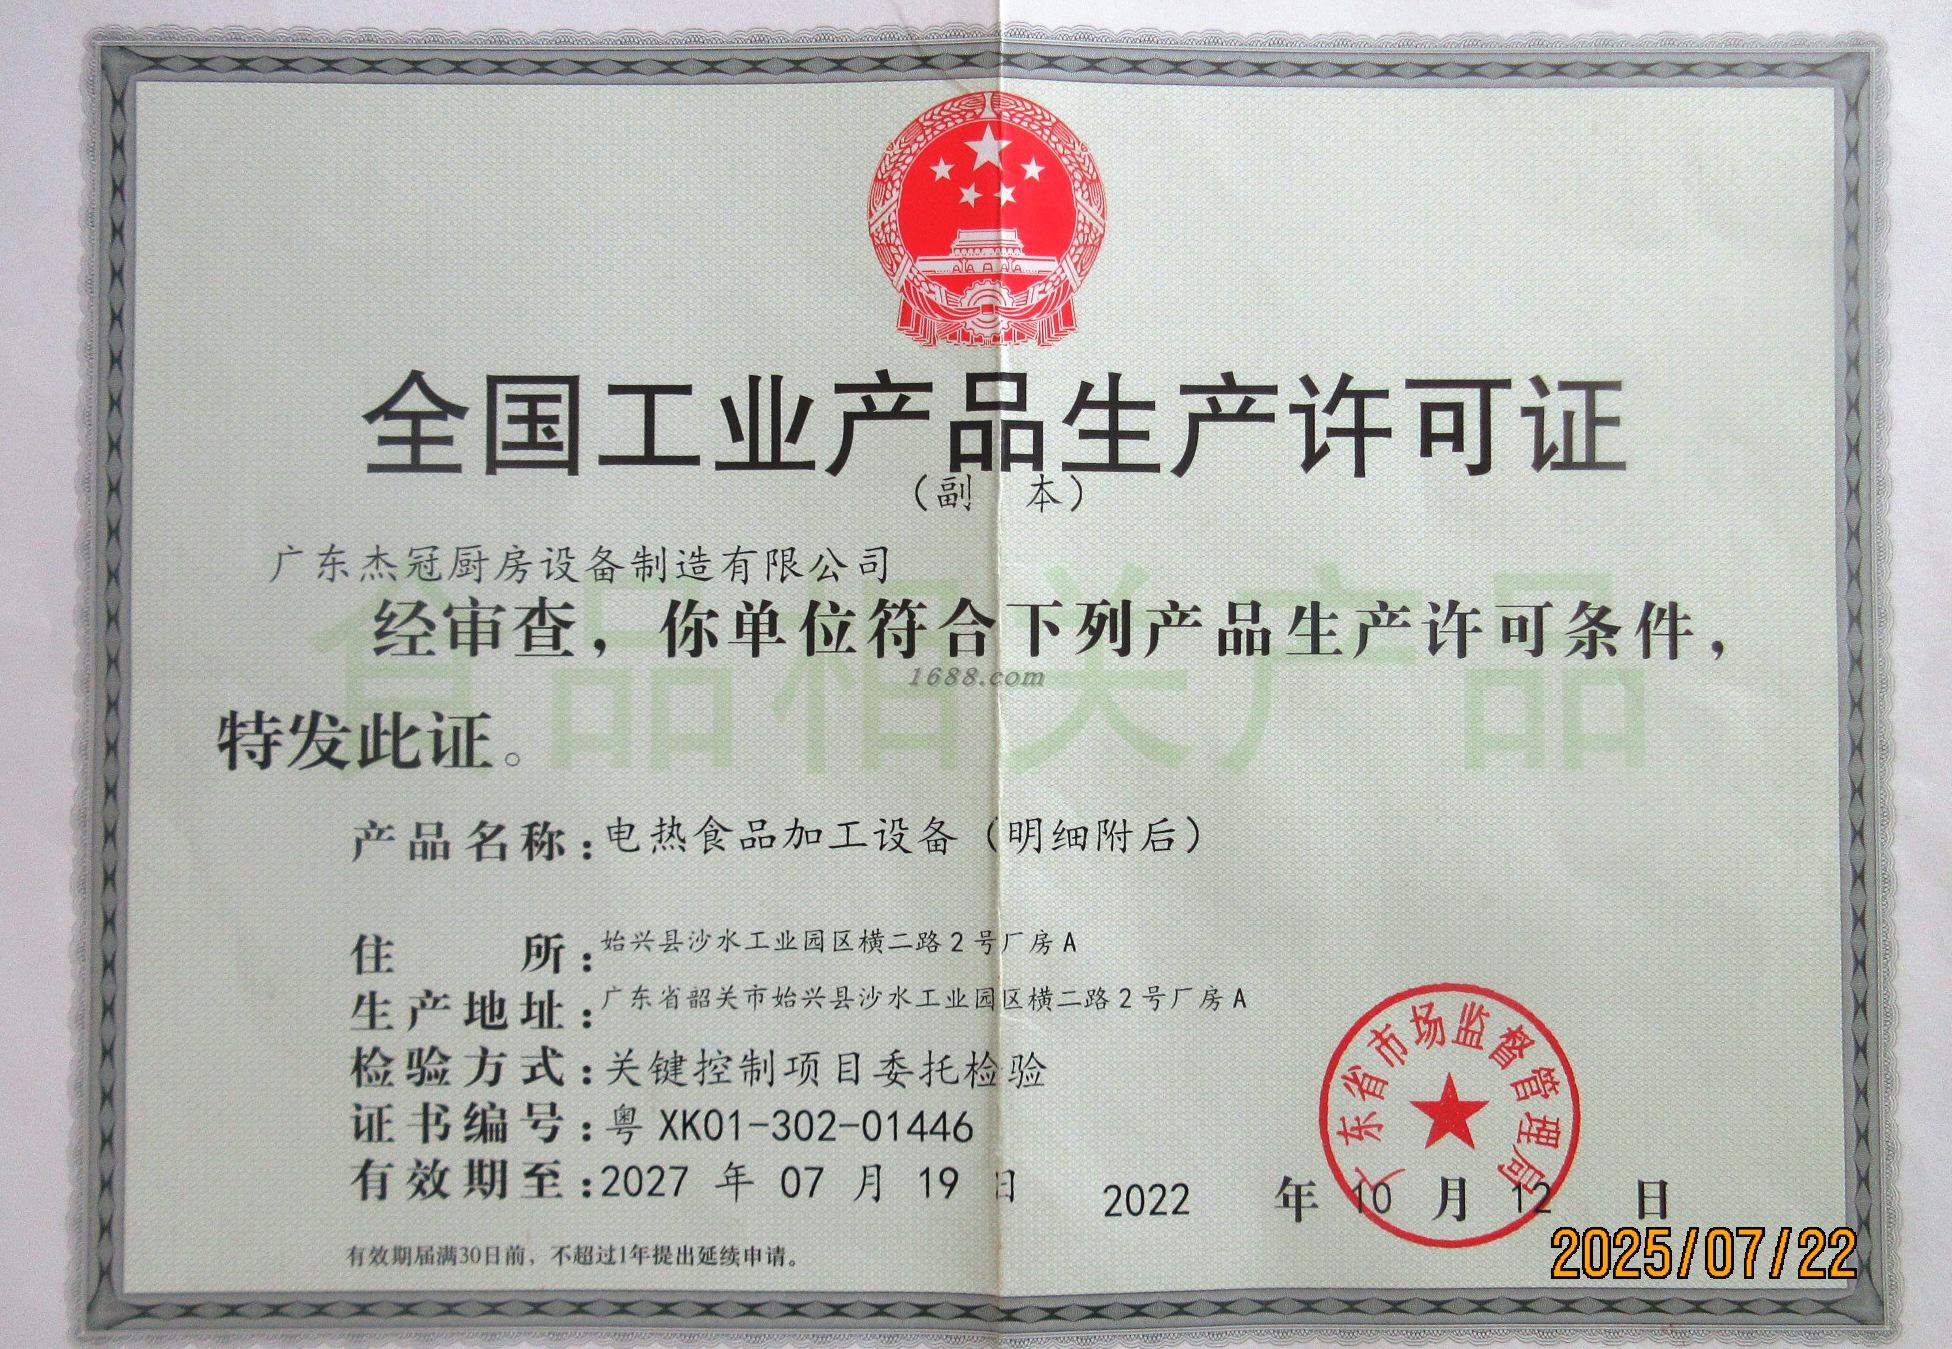 全国工业产品生产许可证
（副 本）
广东杰冠厨房设备制造有限公司
食品相关产品
经审查，你单位符合下列产品生产许可条件，
1688.com
特发此证。
产品名称：电热食品加工设备（明细附后）
住 所：始兴县沙水工业园区横二路2号厂房A
生产地址：广东省韶关市始兴县沙水工业园区横二路2号厂房A
检验方式：关键控制项目委托检验
证书编号：粤 XK01-302-01446
有效期至：2027 年 07 月 19 日
广东省市场监督管理局
2022 年 10 月 12 日
有效期届满30日前，不超过1年提出延续申请。
2025/07/22